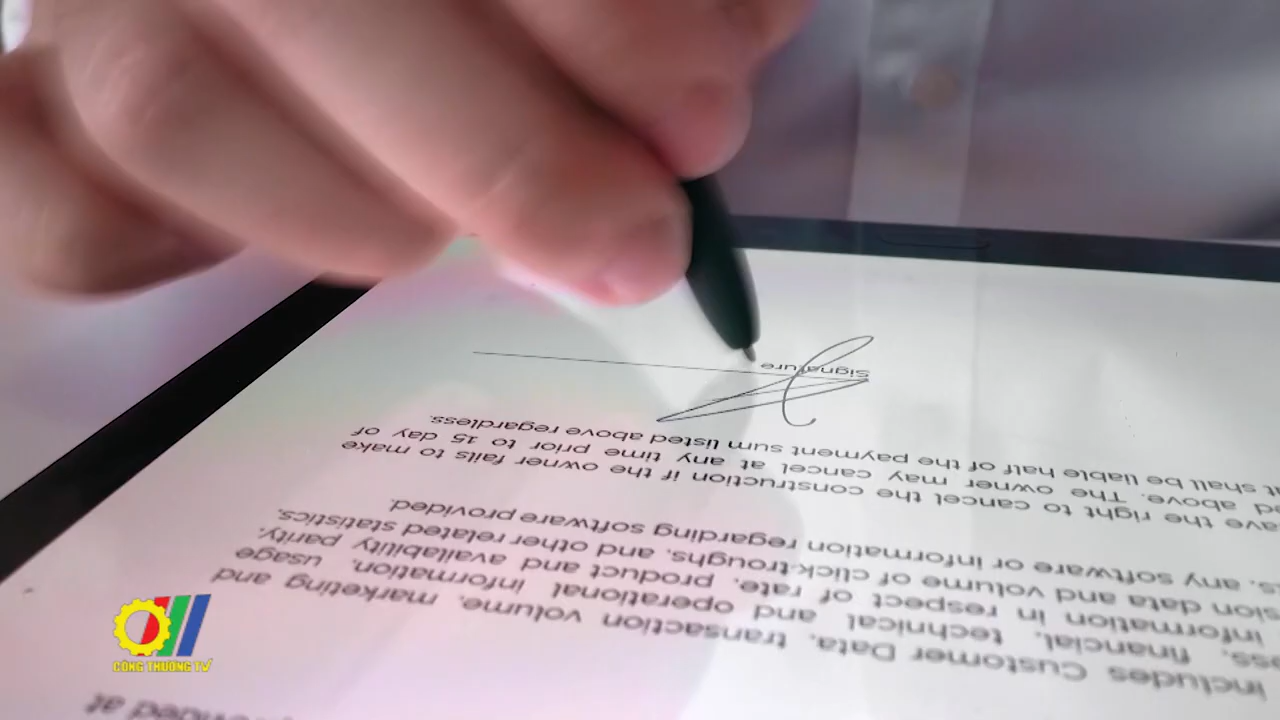 provided at
includes Customer Data, transaction volume, marketing and
oss, financial, technical, and operational information, usage
information in respect of rate, product and availability parity,
sion data and volume of click-troughs, and other related statistics,
s, any software or information regarding software provided.
ave the right to cancel the construction if the owner fails to make
d above. The owner may cancel at any time prior to 15 day of
t shall be liable half of the payment sum listed above regardless.
Signature
CÔNG THƯƠNG TV